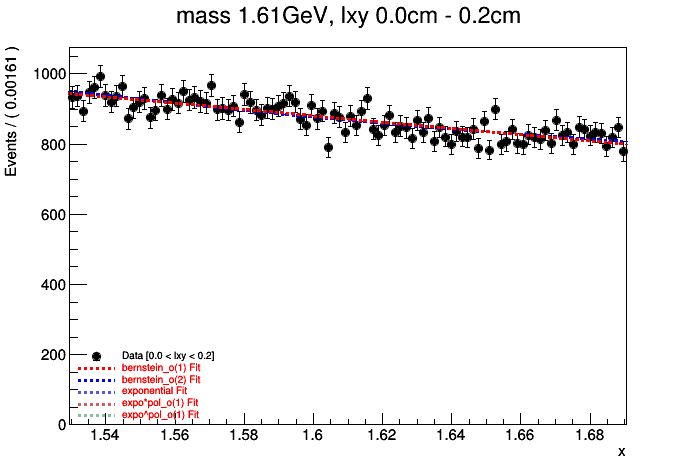 mass 1.61GeV, lxy 0.0cm - 0.2cm
Events / ( 0.00161 )
1000
800
600
400
200
0
Data [0.0 < lxy < 0.2]
bernstein_o(1) Fit
bernstein_o(2) Fit
exponential Fit
expo*pol_o(1) Fit
expo^pol_o(1) Fit
1.54 1.56 1.58 1.6 1.62 1.64 1.66 1.68
x